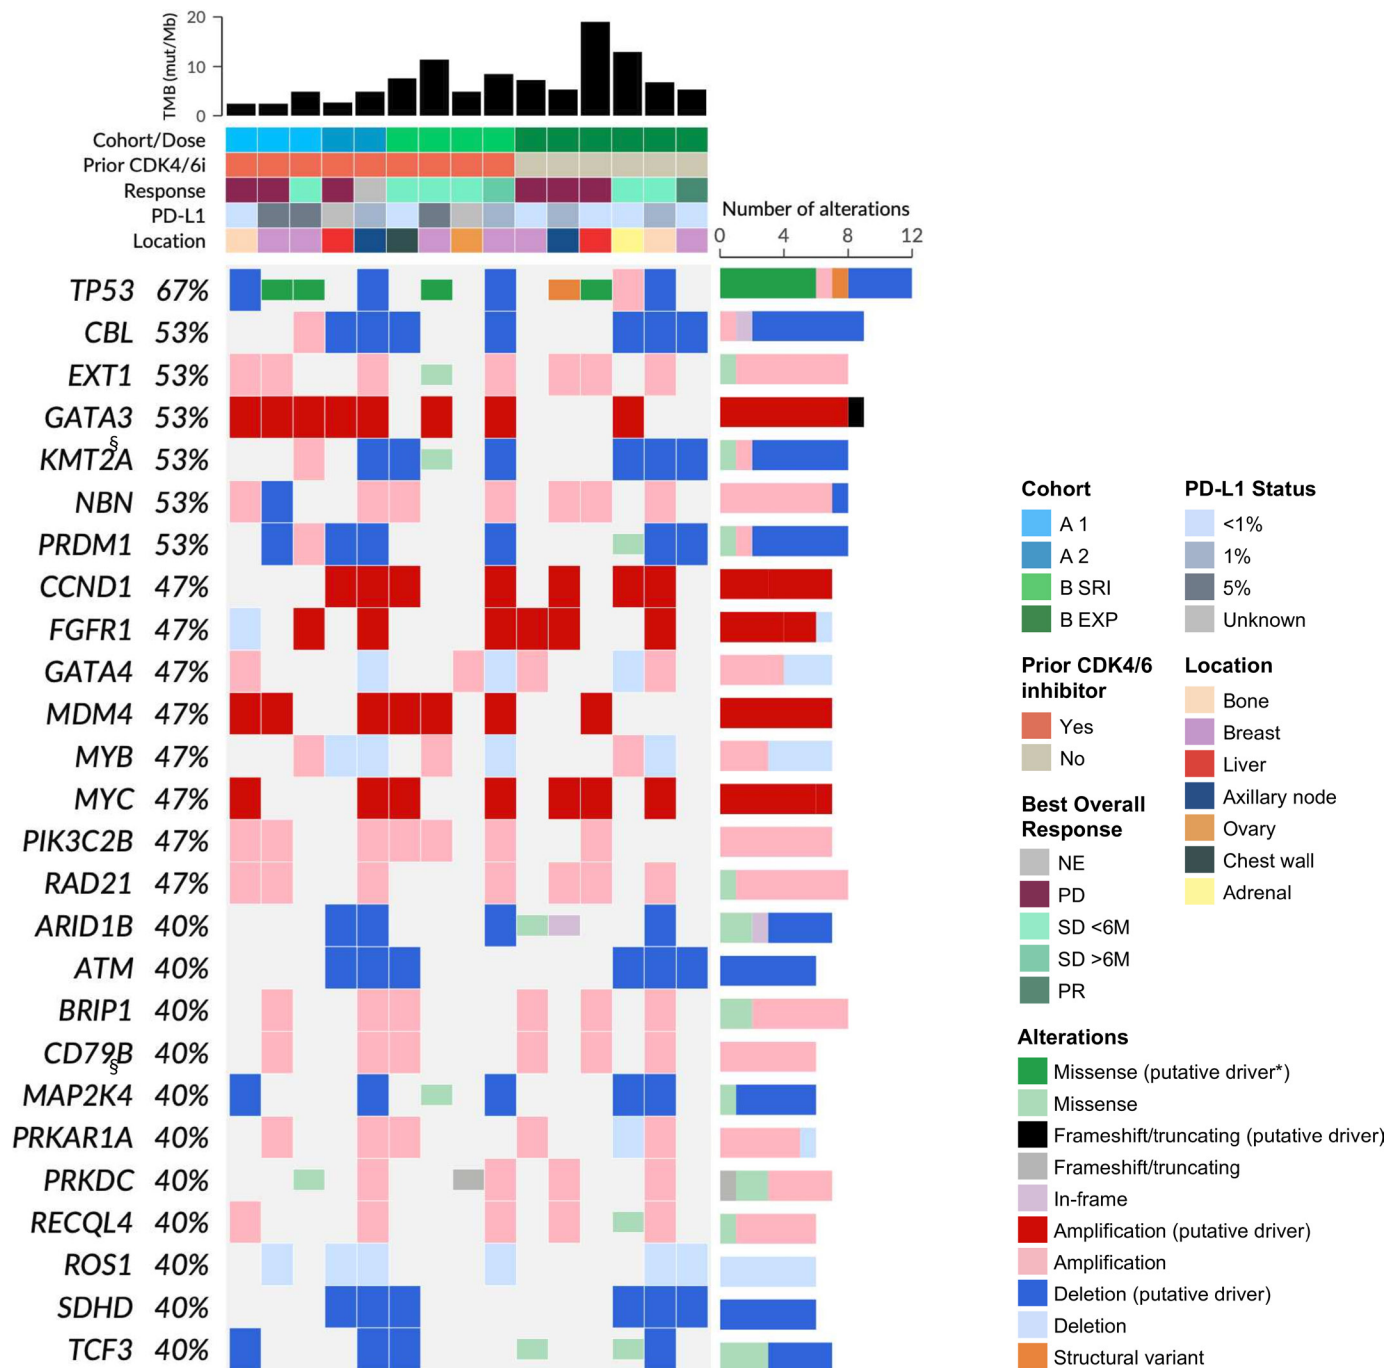 TMB (mut/Mb)
20
10
0
Cohort/Dose
Prior CDK4/6i
Response
PD-L1
Location
Number of alterations
0 4 8 12
TP53 67%
CBL 53%
EXT1 53%
GATA3 53%
§
KMT2A 53%
NBN 53%
PRDM1 53%
CCND1 47%
FGFR1 47%
GATA4 47%
MDM4 47%
MYB 47%
MYC 47%
PIK3C2B 47%
RAD21 47%
ARID1B 40%
ATM 40%
BRIP1 40%
CD79B 40%
§
MAP2K4 40%
PRKAR1A 40%
PRKDC 40%
RECQL4 40%
ROS1 40%
SDHD 40%
TCF3 40%
Cohort
A 1
A 2
B SRI
B EXP
Prior CDK4/6
inhibitor
Yes
No
Best Overall
Response
NE
PD
SD <6M
SD >6M
PR
PD-L1 Status
<1%
1%
5%
Unknown
Location
Bone
Breast
Liver
Axillary node
Ovary
Chest wall
Adrenal
Alterations
Missense (putative driver*)
Missense
Frameshift/truncating (putative driver)
Frameshift/truncating
In-frame
Amplification (putative driver)
Amplification
Deletion (putative driver)
Deletion
Structural variant